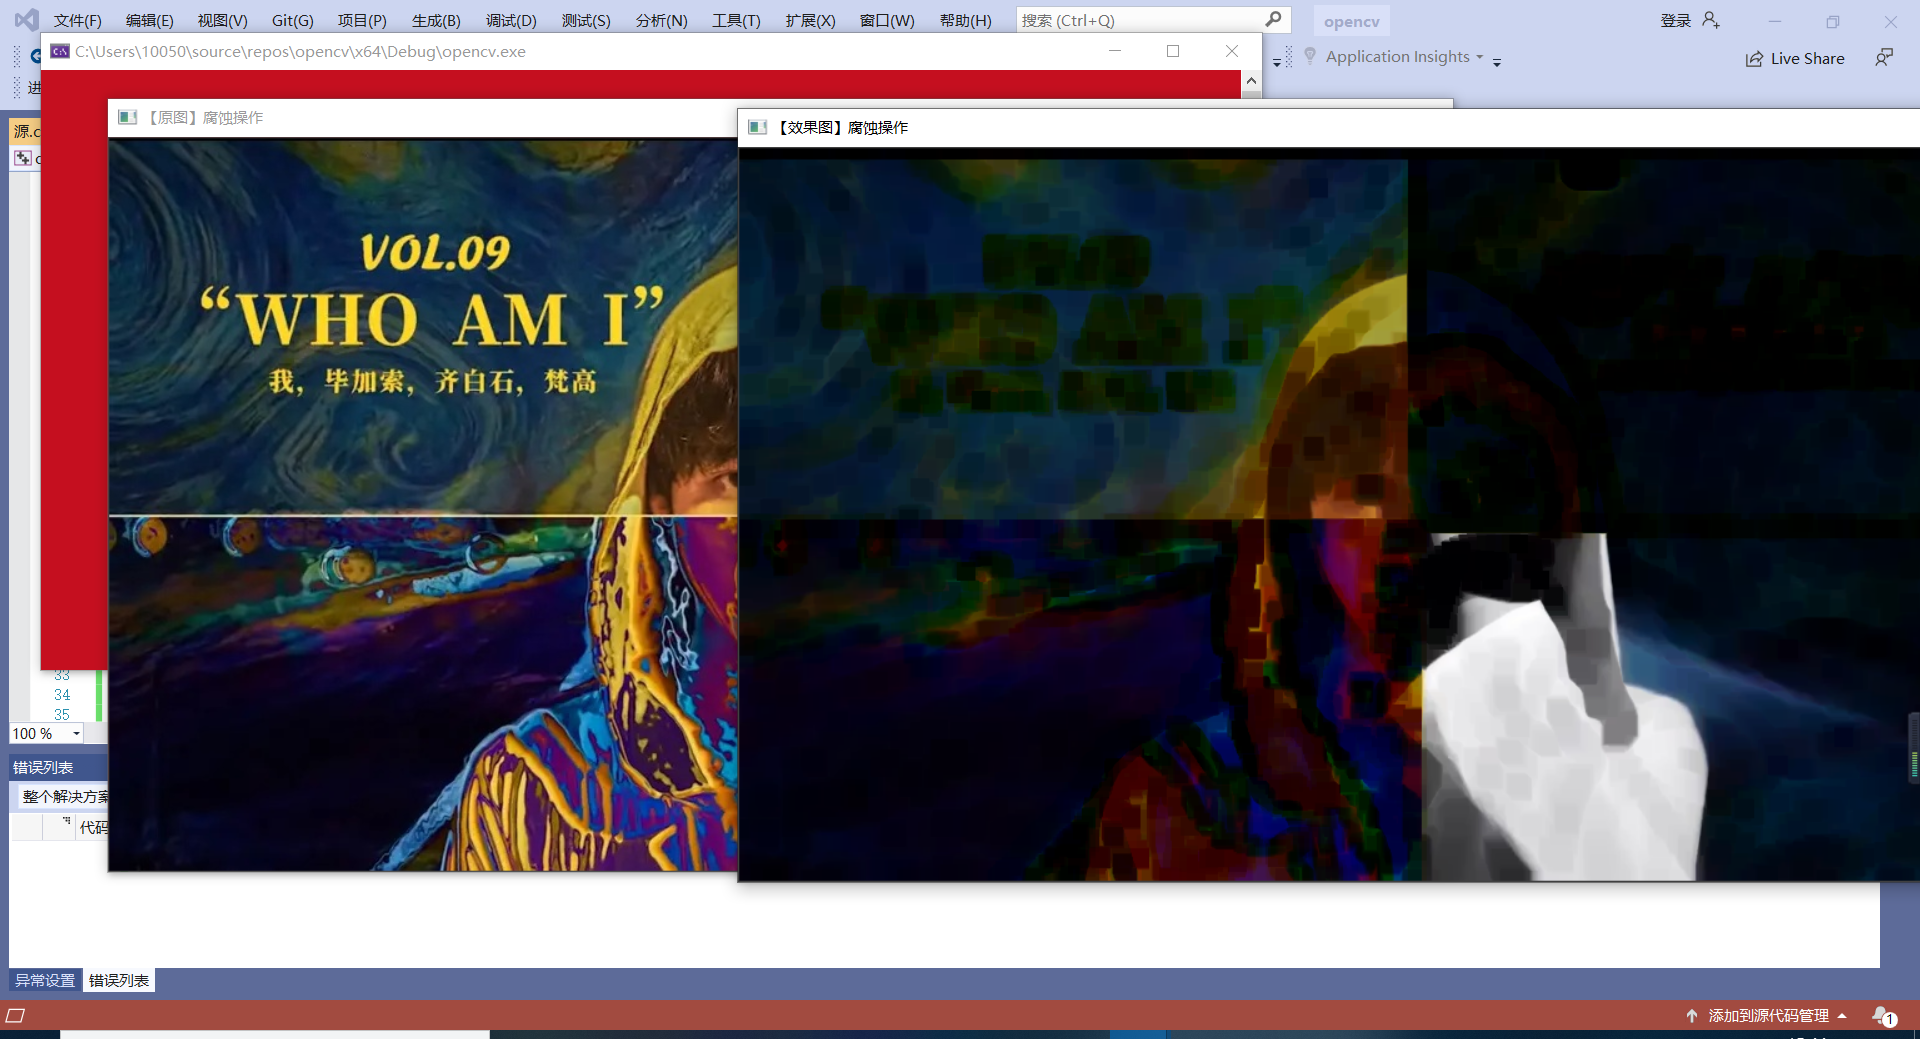 文件(F) 编辑(E) 视图(V) Git(G) 项目(P) 生成(B) 调试(D) 测试(S) 分析(N) 工具(T) 扩展(X) 窗口(W) 帮助(H) 搜索 (Ctrl+Q) opencv 登录
C:\Users\10050\source\repos\opencv\x64\Debug\opencv.exe
Application Insights Live Share
进
【原图】腐蚀操作
【效果图】腐蚀操作
源.c
VOL.09
“WHO AM I”
我，毕加索，齐白石，梵高
33
34
35
100 %
错误列表
整个解决方案
代码
异常设置 错误列表
添加到源代码管理 1